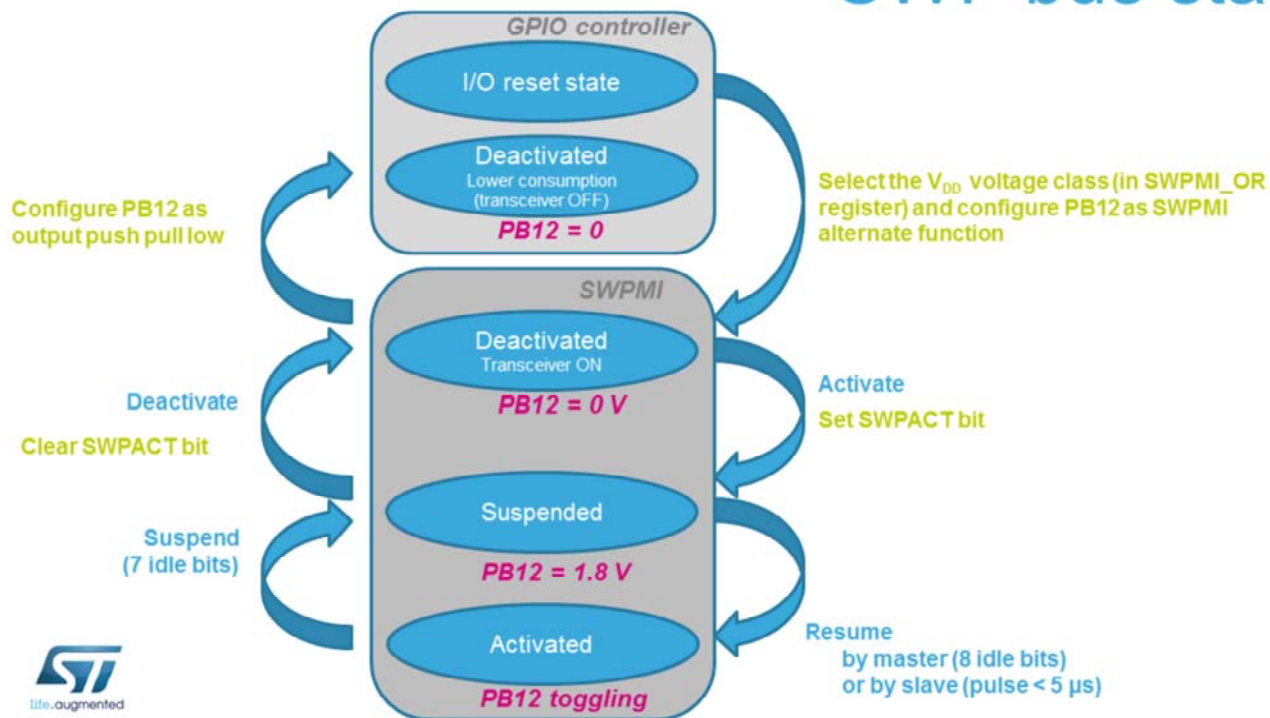 GPIO controller
I/O reset state
Deactivated
Lower consumption
(transceiver OFF)
PB12 = 0
Configure PB12 as
output push pull low
Select the VDD voltage class (in SWPMI_OR
register) and configure PB12 as SWPMI
alternate function
SWPMI
Deactivated
Transceiver ON
PB12 = 0 V
Deactivate
Clear SWPACT bit
Activate
Set SWPACT bit
Suspended
PB12 = 1.8 V
Suspend
(7 idle bits)
Activated
PB12 toggling
Resume
by master (8 idle bits)
or by slave (pulse < 5 µs)
ST
life.augmented